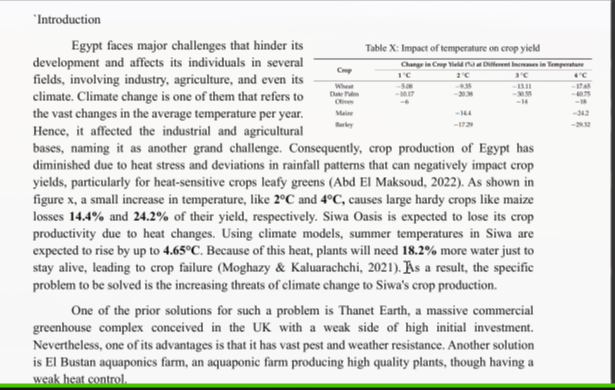 `Introduction
Egypt faces major challenges that hinder its
development and affects its individuals in several
fields, involving industry, agriculture, and even its
climate. Climate change is one of them that refers to
the vast changes in the average temperature per year.
Hence, it affected the industrial and agricultural
Table X: Impact of temperature on crop yield
Crop Change in Crop Yield (%) at Different Increases in Temperature
1°C 2°C 3°C 4°C
Wheat -5.08 -9.35 -13.11 -17.65
Date Palm -10.17 -20.38 -30.55 -40.75
Olives -6 -14 -18
Maize -14.4 -24.2
Barley -17.29 -29.32
bases, naming it as another grand challenge. Consequently, crop production of Egypt has
diminished due to heat stress and deviations in rainfall patterns that can negatively impact crop
yields, particularly for heat-sensitive crops leafy greens (Abd El Maksoud, 2022). As shown in
figure x, a small increase in temperature, like 2°C and 4°C, causes large hardy crops like maize
losses 14.4% and 24.2% of their yield, respectively. Siwa Oasis is expected to lose its crop
productivity due to heat changes. Using climate models, summer temperatures in Siwa are
expected to rise by up to 4.65°C. Because of this heat, plants will need 18.2% more water just to
stay alive, leading to crop failure (Moghazy & Kaluarachchi, 2021). As a result, the specific
problem to be solved is the increasing threats of climate change to Siwa's crop production.
One of the prior solutions for such a problem is Thanet Earth, a massive commercial
greenhouse complex conceived in the UK with a weak side of high initial investment.
Nevertheless, one of its advantages is that it has vast pest and weather resistance. Another solution
is El Bustan aquaponics farm, an aquaponic farm producing high quality plants, though having a
weak heat control.